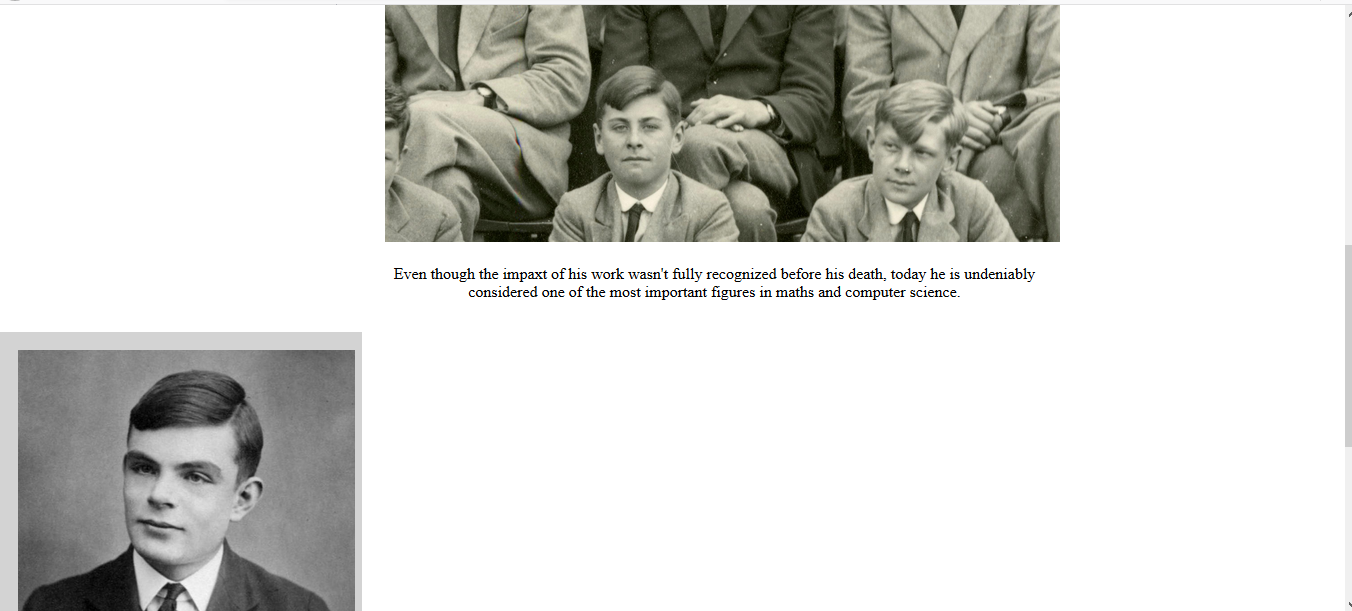 Even though the impaxt of his work wasn't fully recognized before his death, today he is undeniably
considered one of the most important figures in maths and computer science.